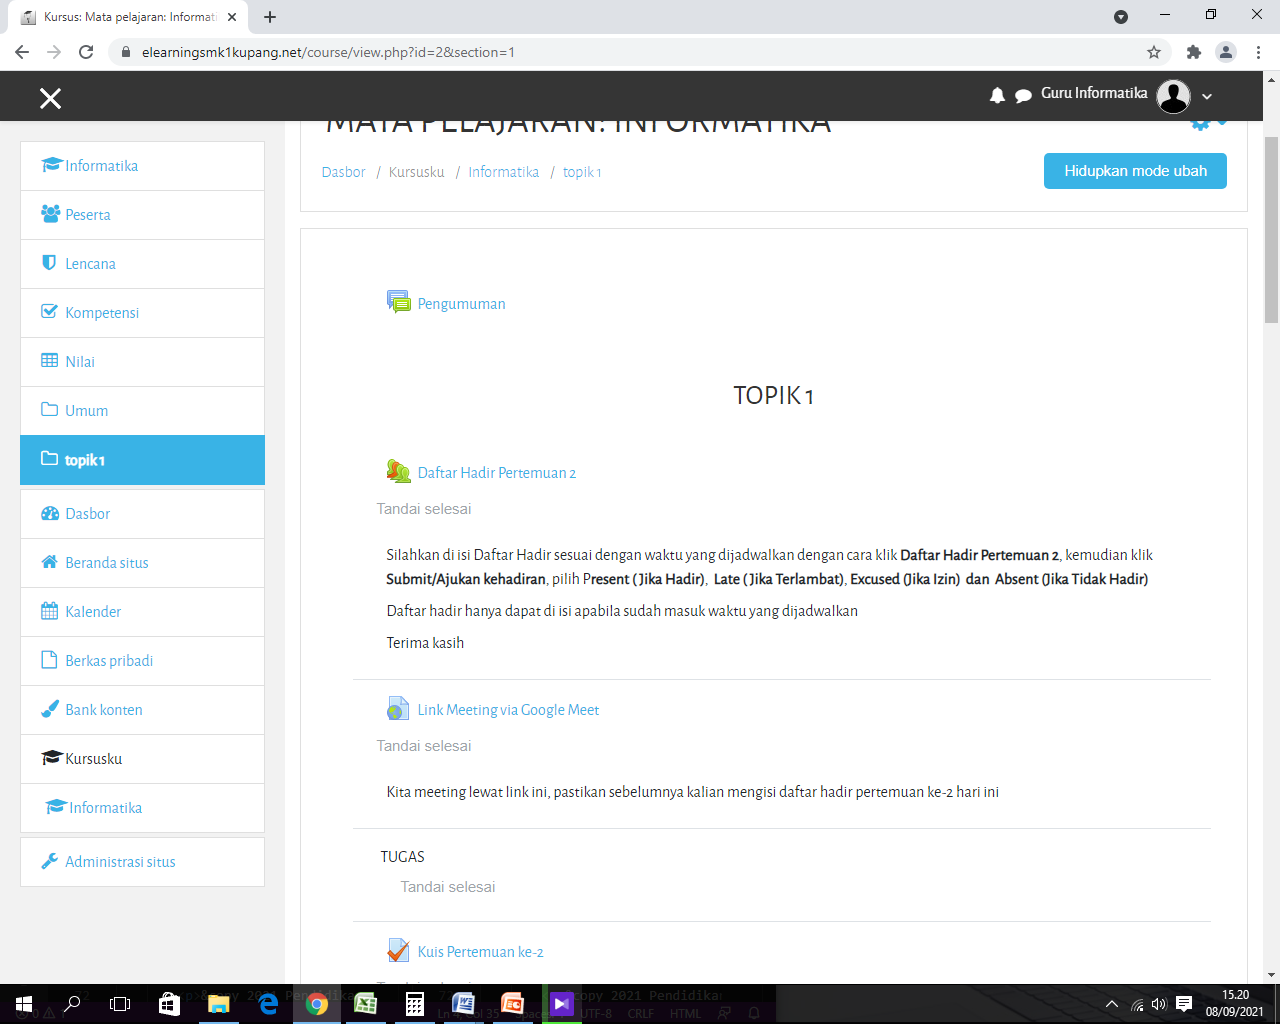 Kursus: Mata pelajaran: Informati
elearningsmk1kupang.net/course/view.php?id=2&section=1
Guru Informatika
MATA PELAJARAN: INFORMATIKA
Dasbor / Kursusku / Informatika / topik 1
Hidupkan mode ubah
Informatika
Peserta
Lencana
Kompetensi
Nilai
Umum
topik 1
Dasbor
Beranda situs
Kalender
Berkas pribadi
Bank konten
Kursusku
Informatika
Administrasi situs
Pengumuman
TOPIK 1
Daftar Hadir Pertemuan 2
Tandai selesai
Silahkan di isi Daftar Hadir sesuai dengan waktu yang dijadwalkan dengan cara klik Daftar Hadir Pertemuan 2, kemudian klik
Submit/Ajukan kehadiran, pilih Present (Jika Hadir), Late (Jika Terlambat), Excused (Jika Izin) dan Absent (Jika Tidak Hadir)
Daftar hadir hanya dapat di isi apabila sudah masuk waktu yang dijadwalkan
Terima kasih
Link Meeting via Google Meet
Tandai selesai
Kita meeting lewat link ini, pastikan sebelumnya kalian mengisi daftar hadir pertemuan ke-2 hari ini
TUGAS
Tandai selesai
Kuis Pertemuan ke-2
15.20
08/09/2021
copy 2021 Pendidika
UTF-8 CRLF HTML